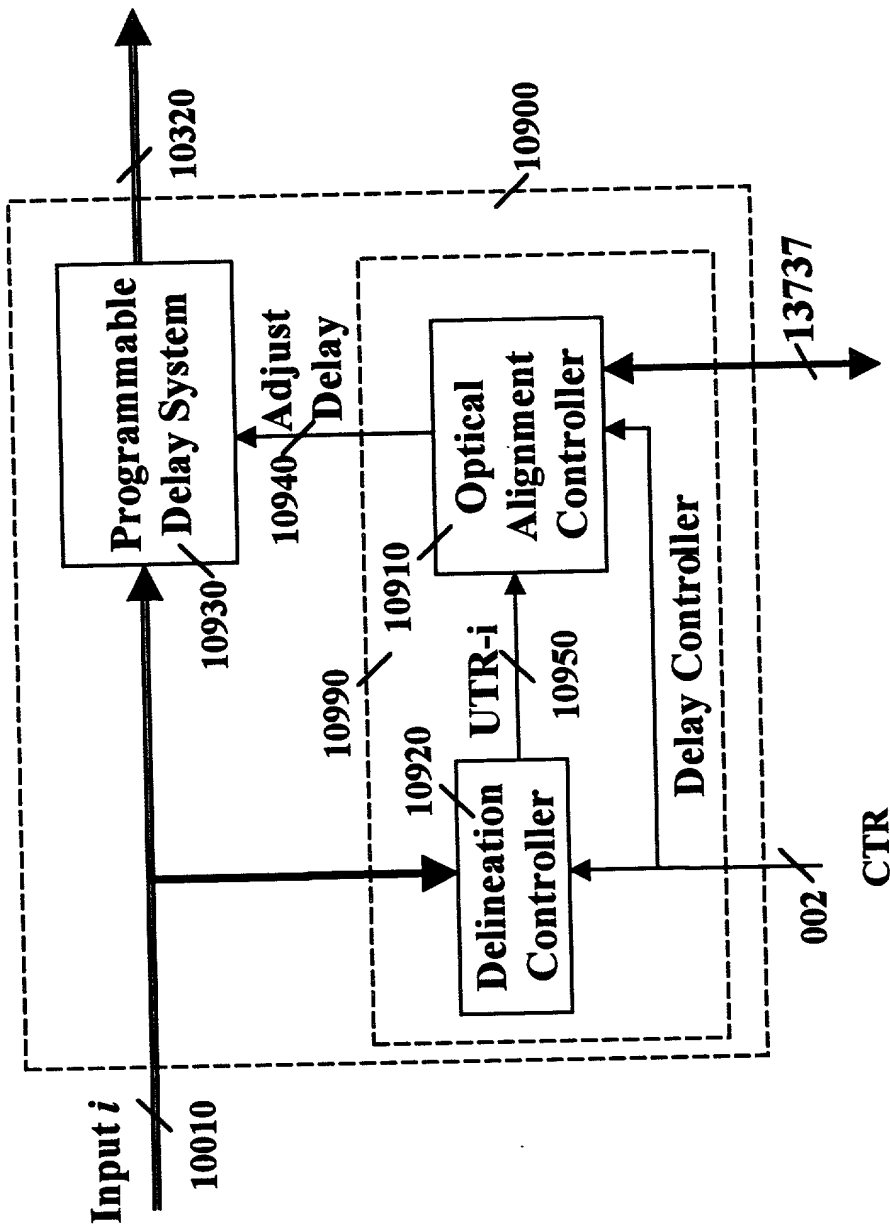 Input i
10010
Programmable
Delay System
10930
10320
10900
Adjust
Delay
10940
10990
10910
Optical
Alignment
Controller
UTR-i
10950
10920
Delineation
Controller
Delay Controller
13737
002
CTR